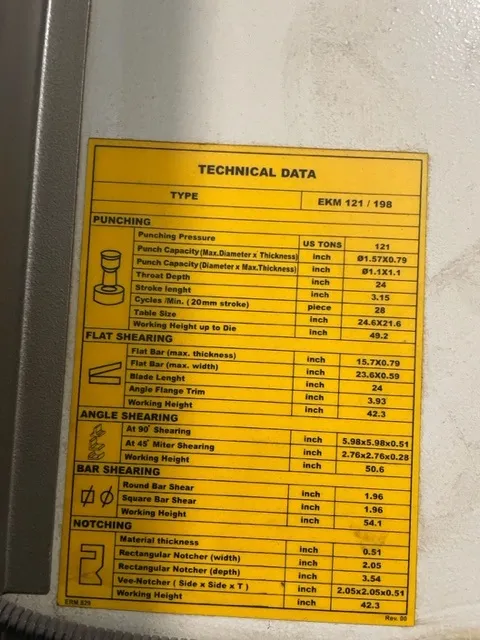 TECHNICAL DATA
TYPE EKM 121 / 198
PUNCHING
Punching Pressure US TONS 121
Punch Capacity(Max.Diameter x Thickness) inch Ø1.57X0.79
Punch Capacity(Diameter x Max.Thickness) inch Ø1.1X1.1
Throat Depth inch 24
Stroke lenght inch 3.15
Cycles /Min. ( 20mm stroke) piece 28
Table Size inch 24.6X21.6
Working Height up to Die inch 49.2
FLAT SHEARING
Flat Bar (max. thickness) inch 15.7X0.79
Flat Bar (max. width) inch 23.6X0.59
Blade Lenght inch 24
Angle Flange Trim inch 3.93
Working Height inch 42.3
ANGLE SHEARING
At 90° Shearing inch 5.98x5.98x0.51
At 45° Miter Shearing inch 2.76x2.76x0.28
Working Height inch 50.6
BAR SHEARING
Round Bar Shear inch 1.96
Square Bar Shear inch 1.96
Working Height inch 54.1
NOTCHING
Material thickness inch 0.51
Rectangular Notcher (width) inch 2.05
Rectangular Notcher (depth) inch 3.54
Vee-Notcher ( Side x Side x T ) inch 2.05x2.05x0.51
Working Height inch 42.3
ERM 829 Rev. 00